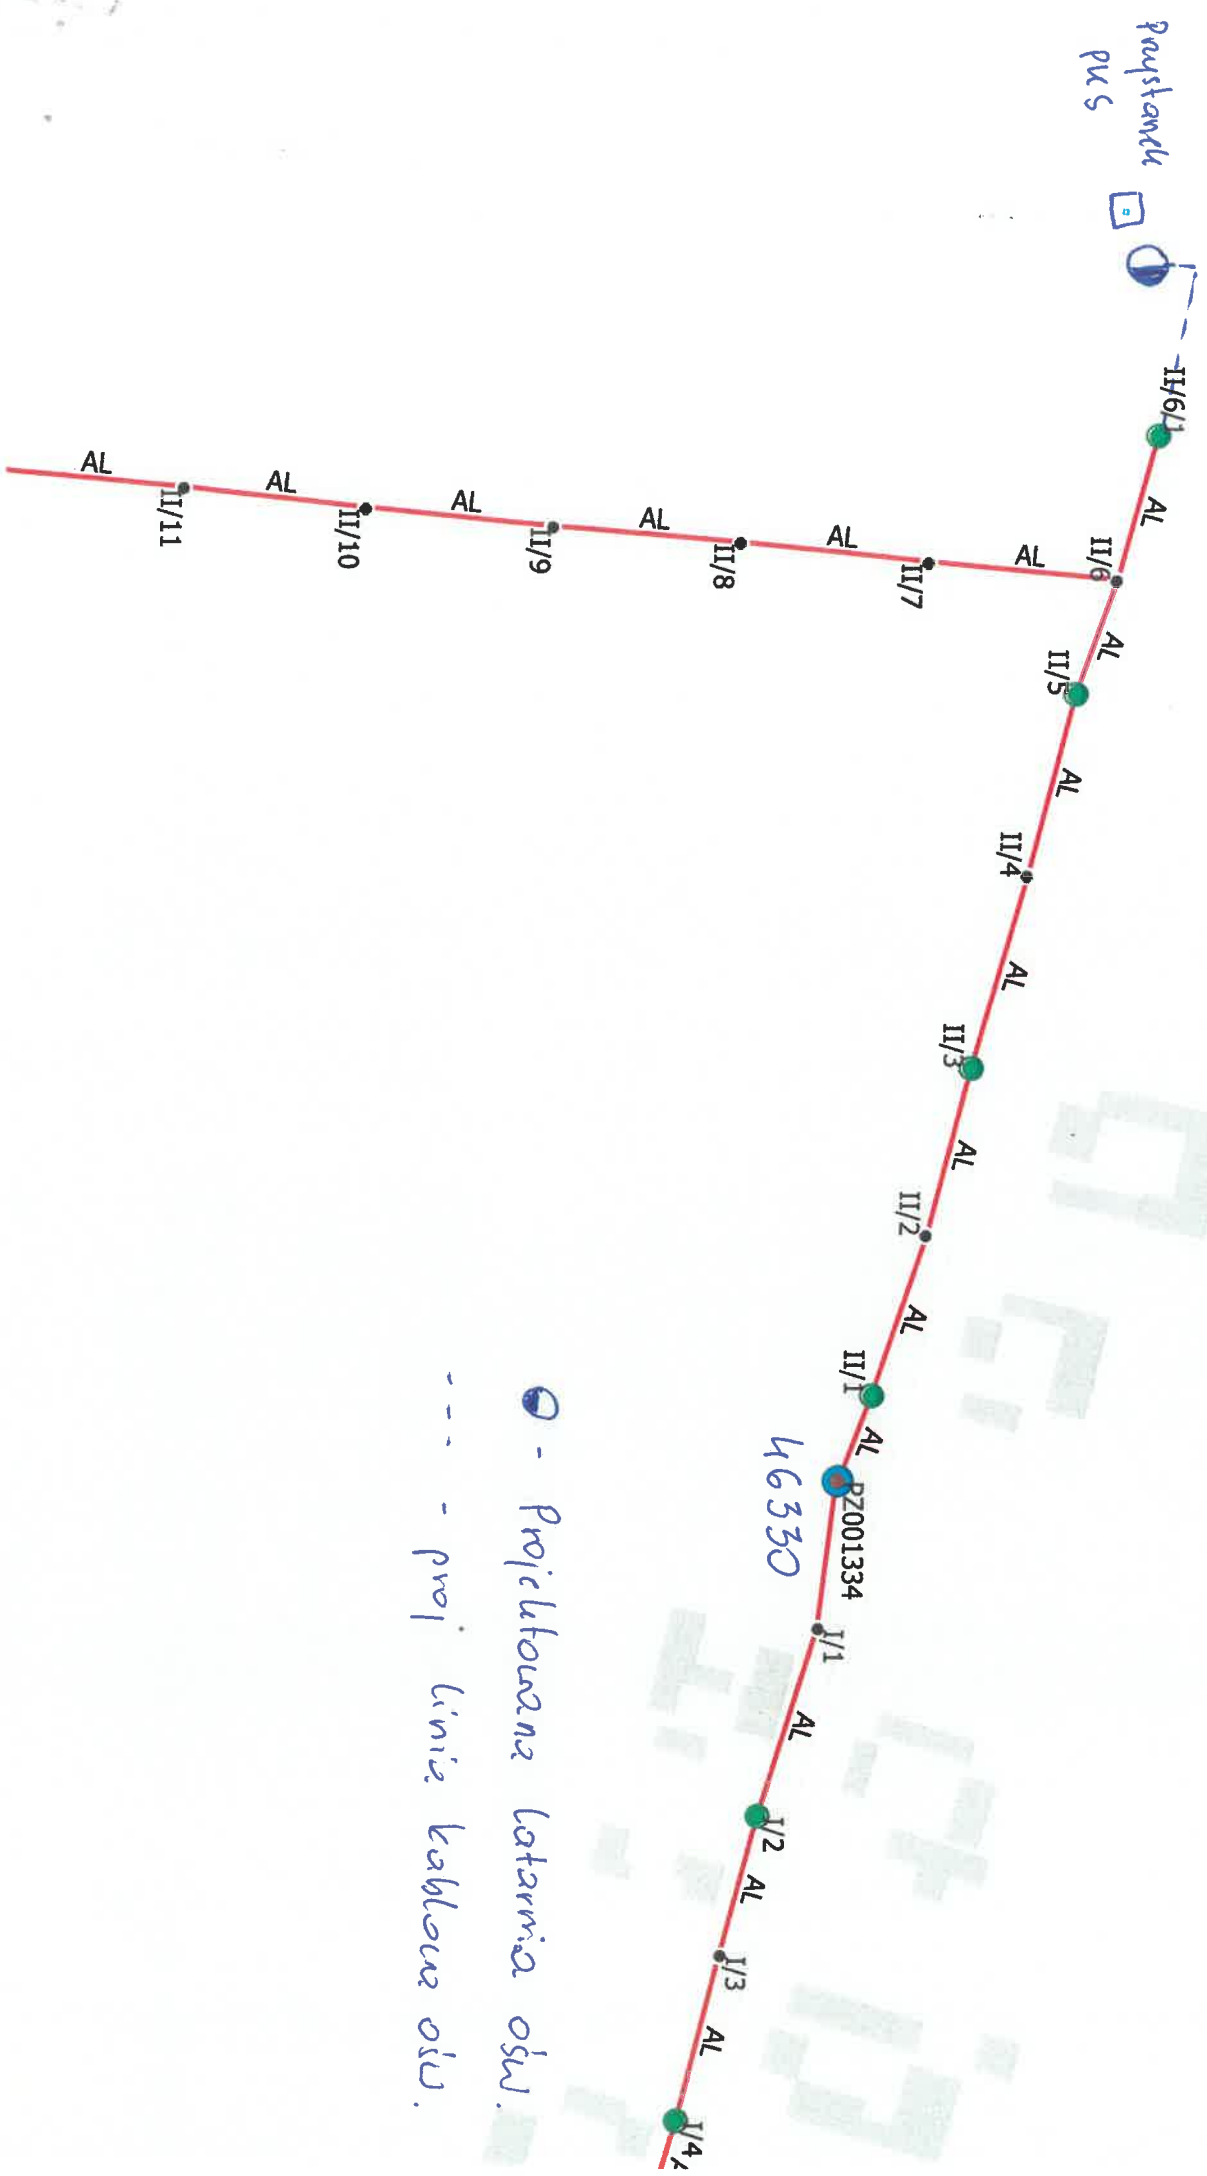 Przystanek
PKS
II/6/1
AL
II/6
AL
II/5
AL
II/4
AL
II/3
AL
II/2
AL
II/1
AL
PZ001334
46330
I/1
AL
I/2
AL
I/3
AL
I/4
AL
II/7
AL
II/8
AL
II/9
AL
II/10
AL
II/11
AL
- Projektowana latarnia ośw.
--- - proj. linia kablowa ośw.